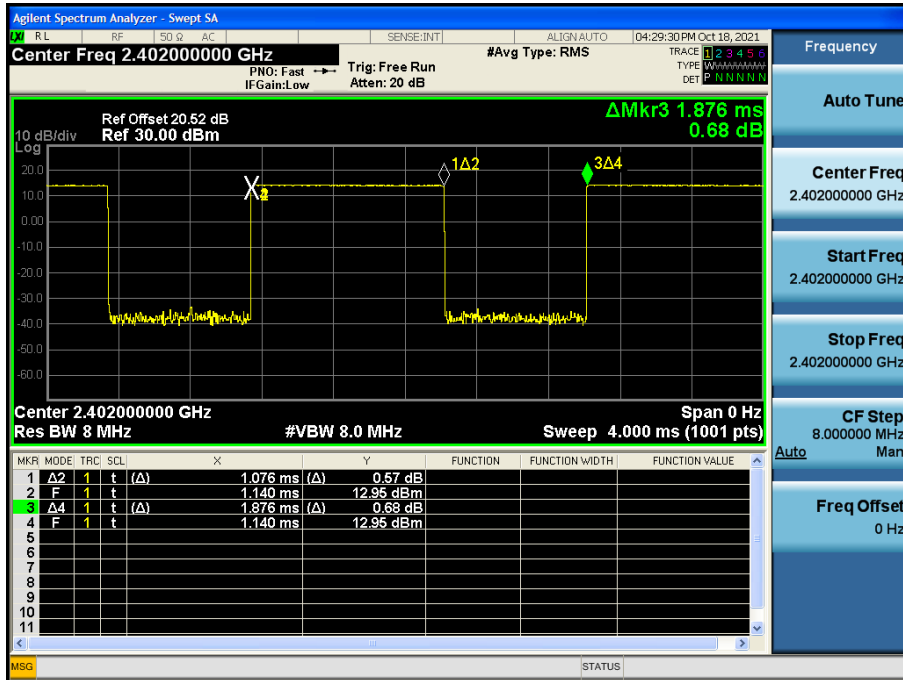 Agilent Spectrum Analyzer - Swept SA
LXI RL RF 50 Ω AC SENSE:INT ALIGN AUTO 04:29:30 PM Oct 18, 2021
Center Freq 2.402000000 GHz
#Avg Type: RMS
TRACE 1 2 3 4 5 6
TYPE
DET P N N N N N
PNO: Fast
IFGain:Low
Trig: Free Run
Atten: 20 dB
ΔMkr3 1.876 ms
0.68 dB
Ref Offset 20.52 dB
10 dB/div Ref 30.00 dBm
Log
20.0
10.0
0.00
-10.0
-20.0
-30.0
-40.0
-50.0
-60.0
1Δ2
3Δ4
X
Center 2.402000000 GHz Span 0 Hz
Res BW 8 MHz #VBW 8.0 MHz Sweep 4.000 ms (1001 pts)
MKR MODE TRC SCL X Y FUNCTION FUNCTION WIDTH FUNCTION VALUE
1 Δ2 1 t (Δ) 1.076 ms (Δ) 0.57 dB
2 F 1 t 1.140 ms 12.95 dBm
3 Δ4 1 t (Δ) 1.876 ms (Δ) 0.68 dB
4 F 1 t 1.140 ms 12.95 dBm
5
6
7
8
9
10
11
MSG STATUS
Frequency
Auto Tune
Center Freq
2.402000000 GHz
Start Freq
2.402000000 GHz
Stop Freq
2.402000000 GHz
CF Step
8.000000 MHz
Auto Man
Freq Offset
0 Hz